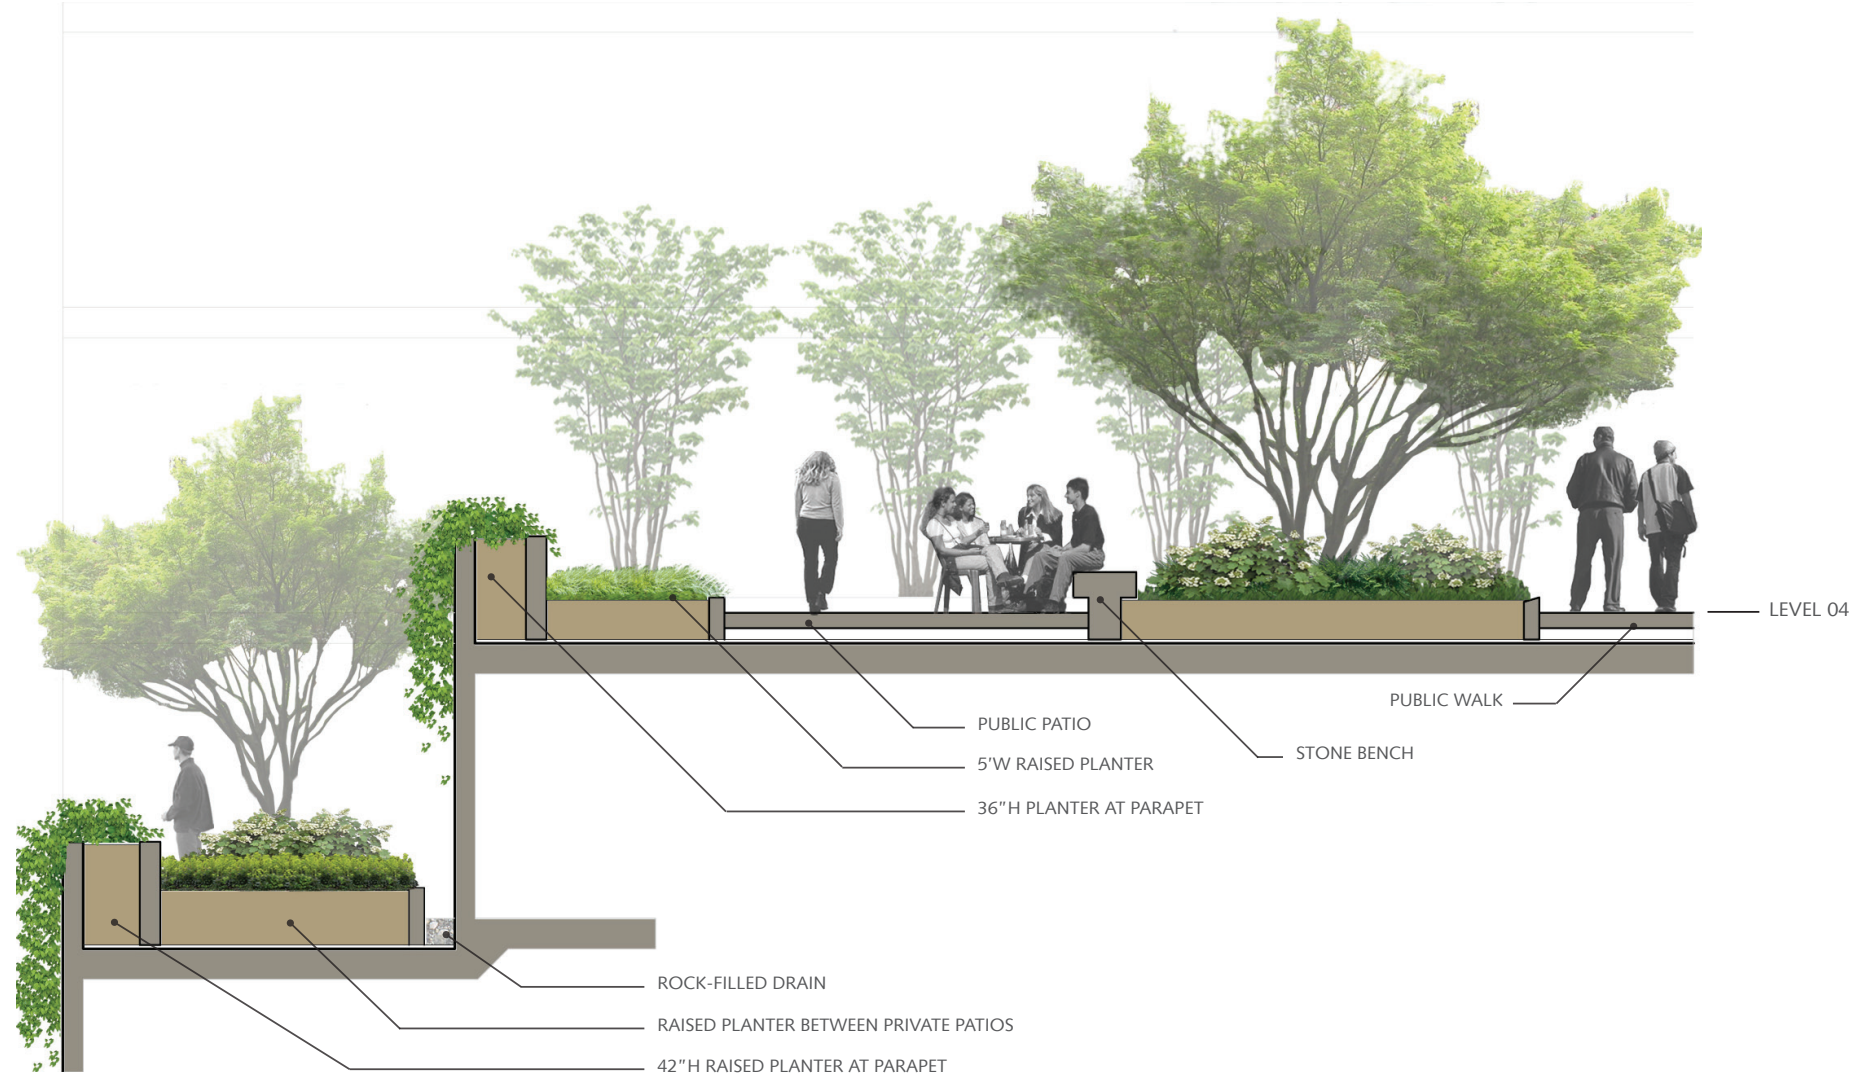 LEVEL 04
PUBLIC WALK
PUBLIC PATIO
STONE BENCH
5'W RAISED PLANTER
36"H PLANTER AT PARAPET
ROCK-FILLED DRAIN
RAISED PLANTER BETWEEN PRIVATE PATIOS
42"H RAISED PLANTER AT PARAPET